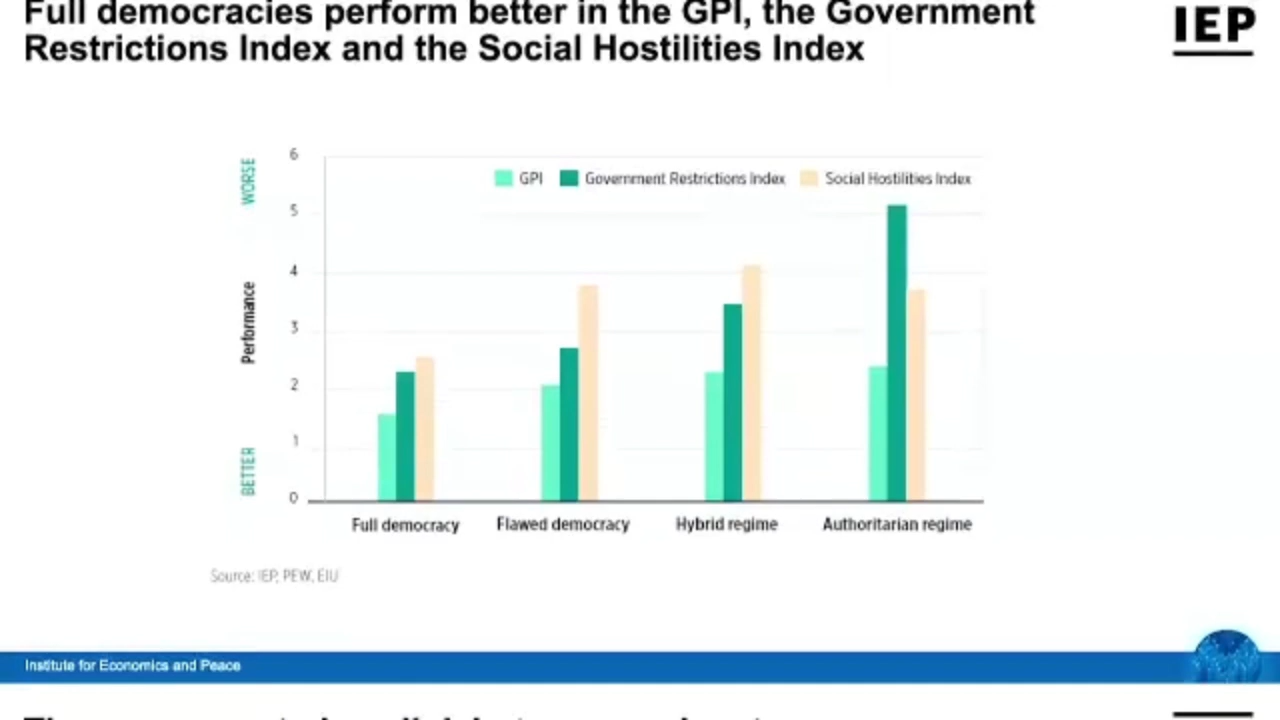 Full democracies perform better in the GPI, the Government
Restrictions Index and the Social Hostilities Index
IEP
WORSE
Performance
BETTER
6
5
4
3
2
1
0
GPI
Government Restrictions Index
Social Hostilities Index
Full democracy
Flawed democracy
Hybrid regime
Authoritarian regime
Source: IEP, PEW, EIU
Institute for Economics and Peace